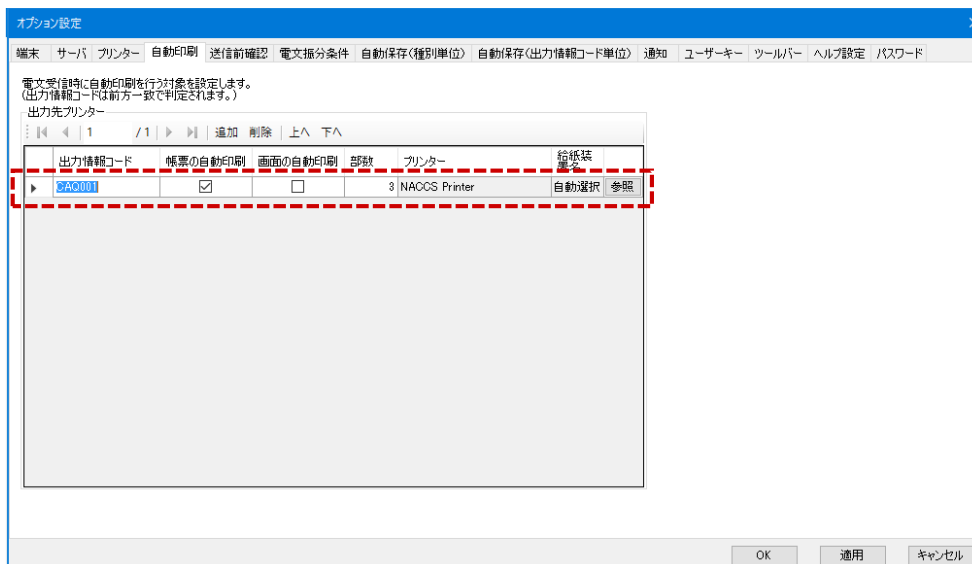 オプション設定
端末 サーバ プリンター 自動印刷 送信前確認 電文振分条件 自動保存(種別単位) 自動保存(出力情報コード単位) 通知 ユーザーキー ツールバー ヘルプ設定 パスワード
電文受信時に自動印刷を行う対象を設定します。
(出力情報コードは前方一致で判定されます。)
出力先プリンター
1 / 1 追加 削除 上へ 下へ
出力情報コード 帳票の自動印刷 画面の自動印刷 部数 プリンター 給紙装置名
CAQ001 3 NACCS Printer 自動選択 参照
OK 適用 キャンセル